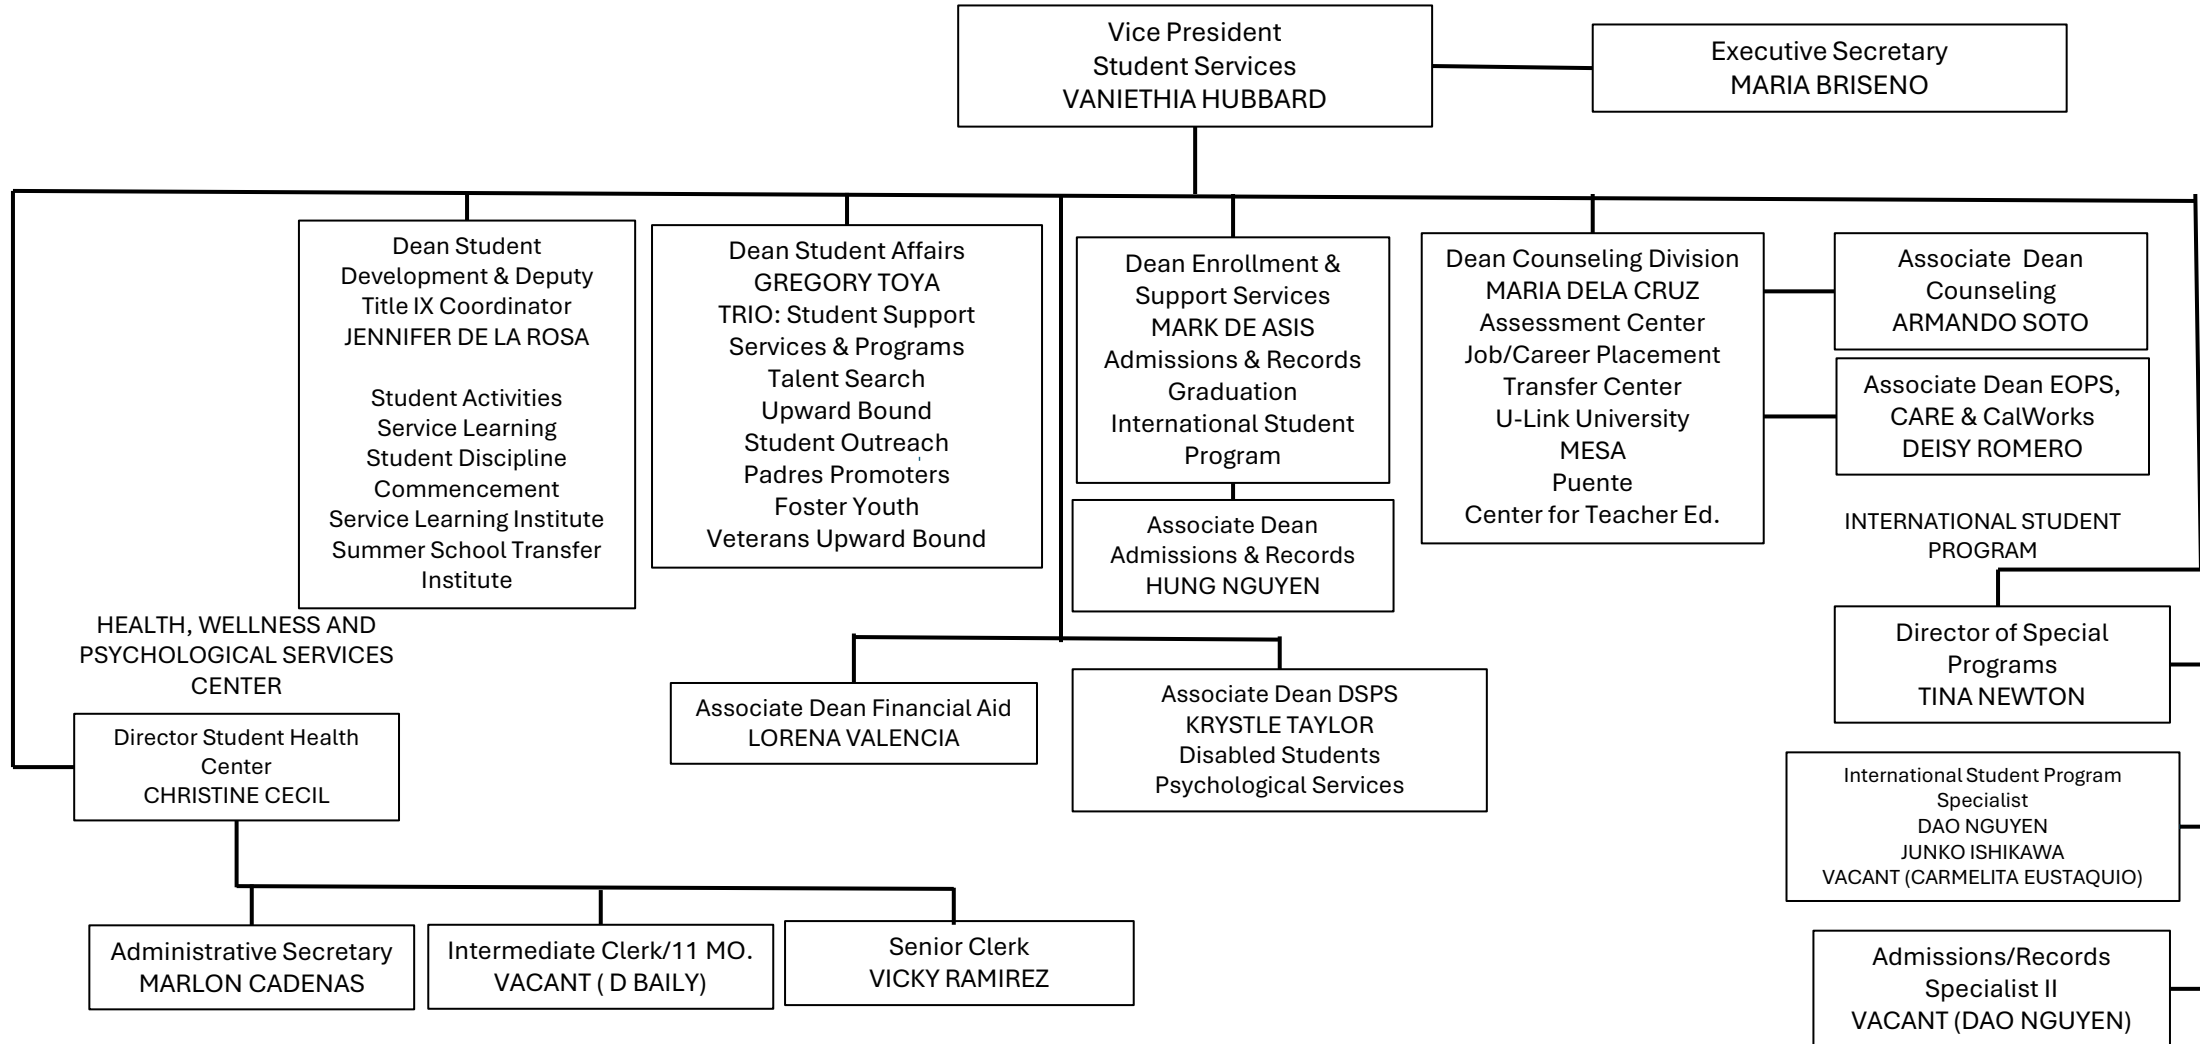 Vice President
Student Services
VANIETHIA HUBBARD
Executive Secretary
MARIA BRISENO
Dean Student
Development & Deputy
Title IX Coordinator
JENNIFER DE LA ROSA
Student Activities
Service Learning
Student Discipline
Commencement
Service Learning Institute
Summer School Transfer
Institute
Dean Student Affairs
GREGORY TOYA
TRIO: Student Support
Services & Programs
Talent Search
Upward Bound
Student Outreach
Padres Promoters
Foster Youth
Veterans Upward Bound
Dean Enrollment &
Support Services
MARK DE ASIS
Admissions & Records
Graduation
International Student
Program
Associate Dean
Admissions & Records
HUNG NGUYEN
Dean Counseling Division
MARIA DELA CRUZ
Assessment Center
Job/Career Placement
Transfer Center
U-Link University
MESA
Puente
Center for Teacher Ed.
Associate Dean
Counseling
ARMANDO SOTO
Associate Dean EOPS,
CARE & CalWorks
DEISY ROMERO
INTERNATIONAL STUDENT
PROGRAM
Director of Special
Programs
TINA NEWTON
International Student Program
Specialist
DAO NGUYEN
JUNKO ISHIKAWA
VACANT (CARMELITA EUSTAQUIO)
Admissions/Records
Specialist II
VACANT (DAO NGUYEN)
Associate Dean Financial Aid
LORENA VALENCIA
Associate Dean DSPS
KRYSTLE TAYLOR
Disabled Students
Psychological Services
HEALTH, WELLNESS AND
PSYCHOLOGICAL SERVICES
CENTER
Director Student Health
Center
CHRISTINE CECIL
Administrative Secretary
MARLON CADENAS
Intermediate Clerk/11 MO.
VACANT ( D BAILY)
Senior Clerk
VICKY RAMIREZ